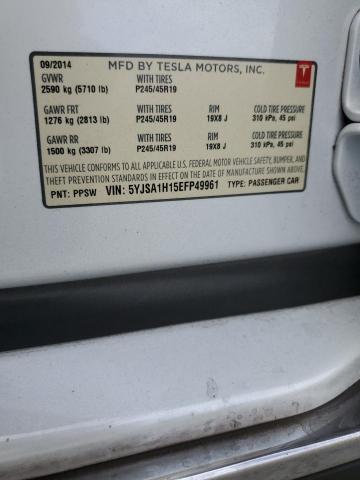 09/2014 MFD BY TESLA MOTORS, INC.
GVWR WITH TIRES
2590 kg (5710 lb) P245/45R19
GAWR FRT WITH TIRES RIM COLD TIRE PRESSURE
1276 kg (2813 lb) P245/45R19 19X8 J 310 kPa, 45 psi
GAWR RR WITH TIRES RIM COLD TIRE PRESSURE
1500 kg (3307 lb) P245/45R19 19X8 J 310 kPa, 45 psi
THIS VEHICLE CONFORMS TO ALL APPLICABLE U.S. FEDERAL MOTOR VEHICLE SAFETY, BUMPER, AND
THEFT PREVENTION STANDARDS IN EFFECT ON THE DATE OF MANUFACTURE SHOWN ABOVE.
PNT: PPSW VIN: 5YJSA1H15EFP49961 TYPE: PASSENGER CAR